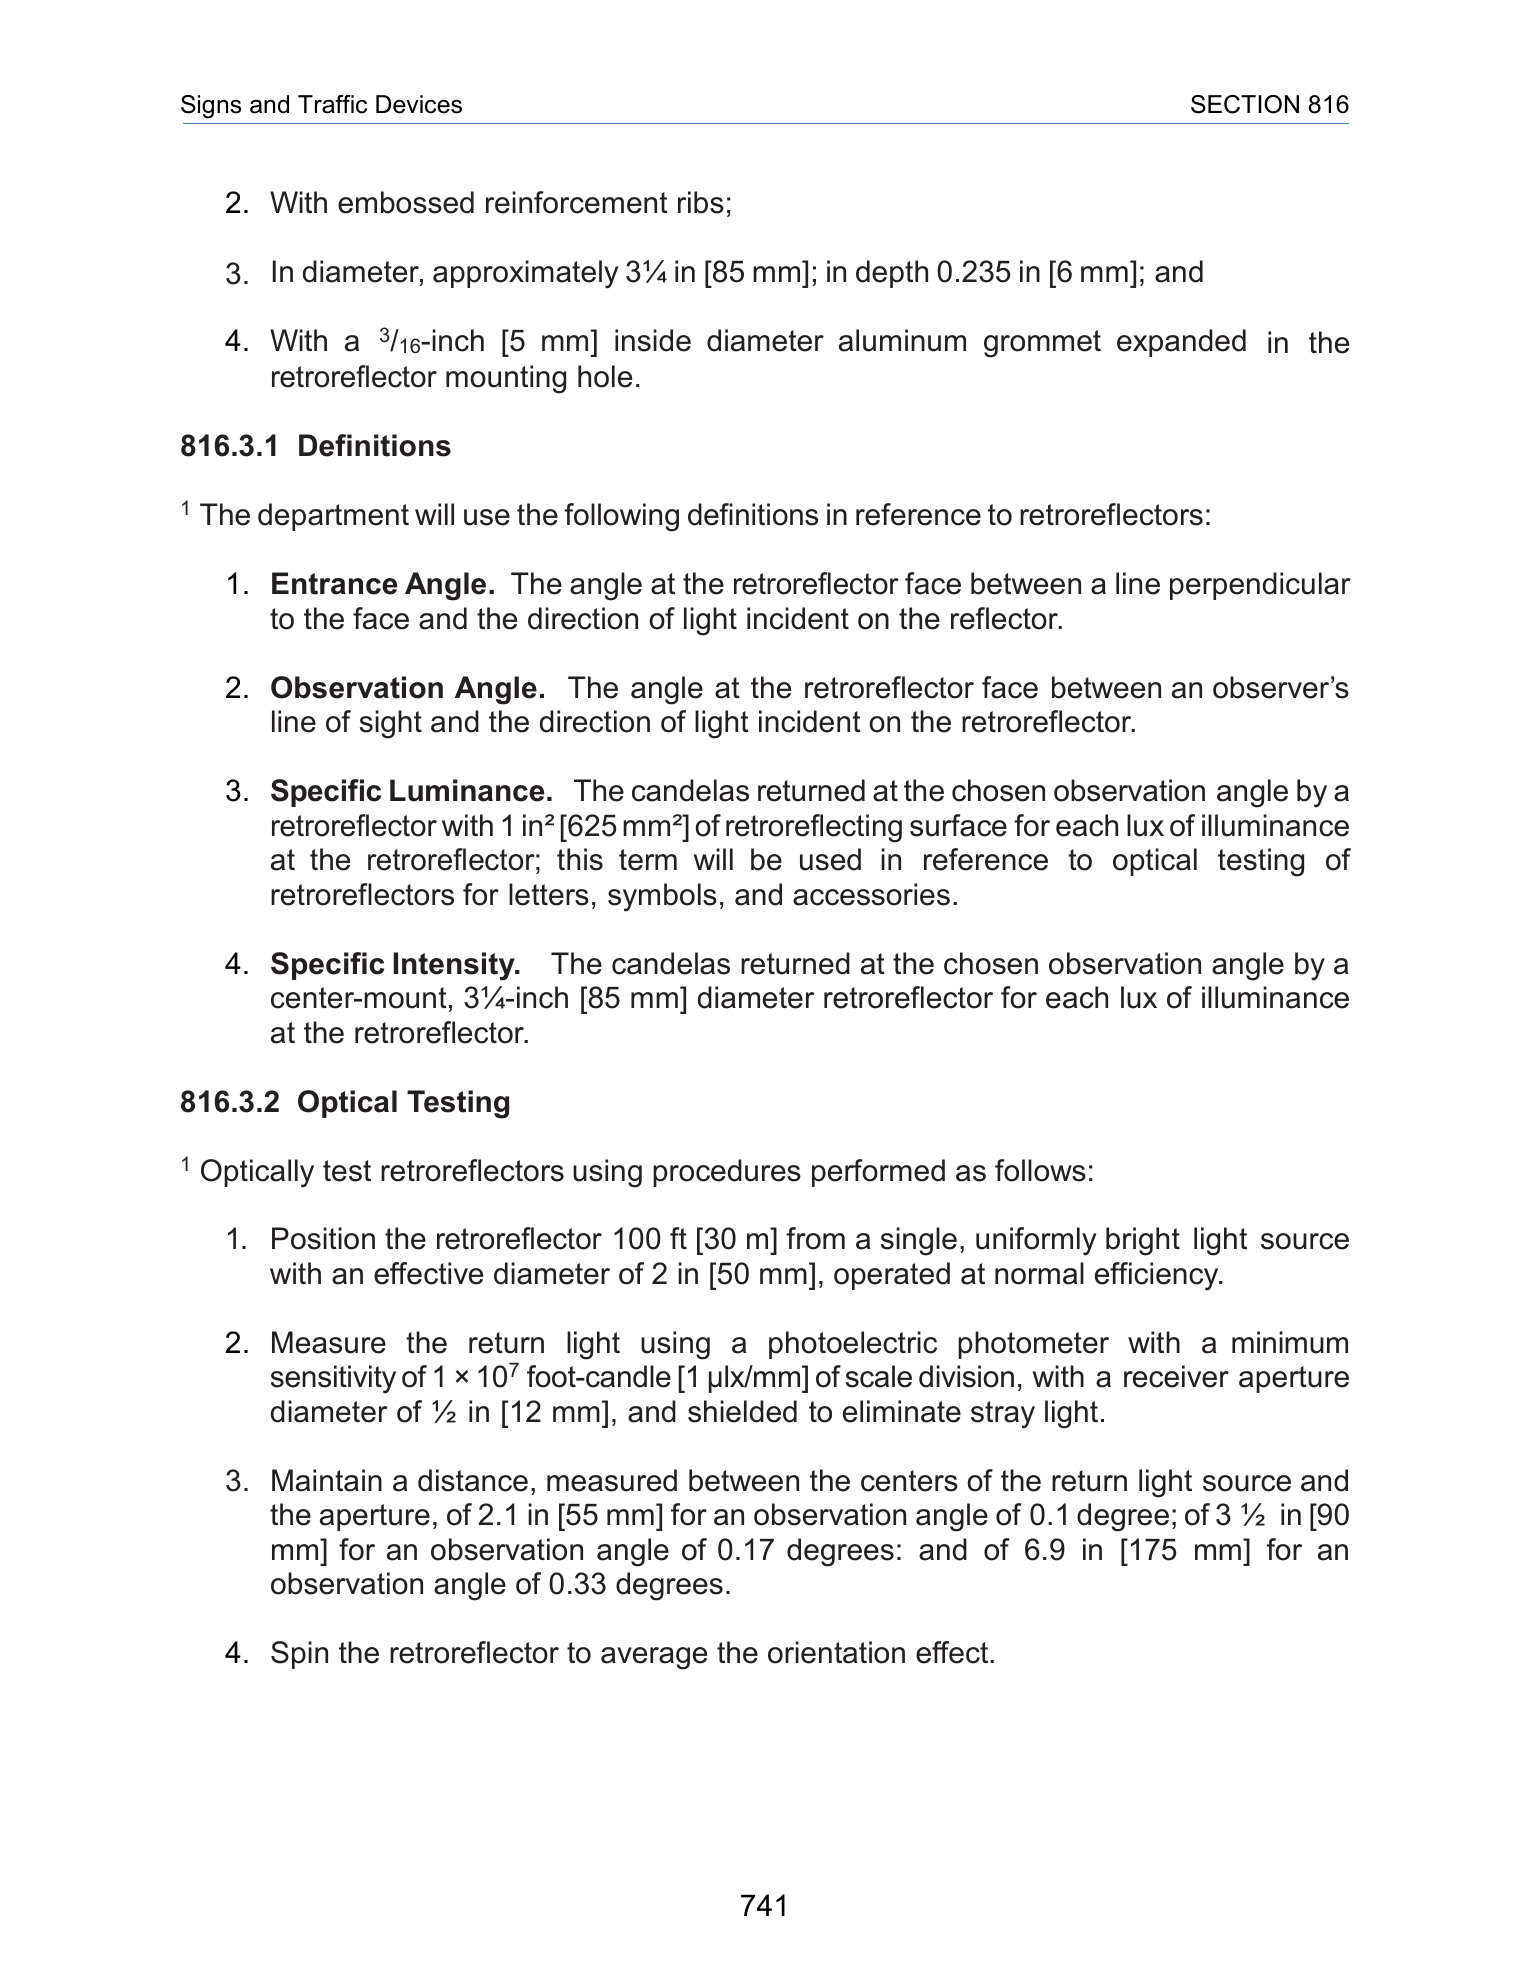 Signs and Traffic Devices SECTION 816
2. With embossed reinforcement ribs;
3. In diameter, approximately 3¼ in [85 mm]; in depth 0.235 in [6 mm]; and
4. With a 3/16-inch [5 mm] inside diameter aluminum grommet expanded in the
retroreflector mounting hole.
816.3.1 Definitions
1 The department will use the following definitions in reference to retroreflectors:
1. Entrance Angle. The angle at the retroreflector face between a line perpendicular
to the face and the direction of light incident on the reflector.
2. Observation Angle. The angle at the retroreflector face between an observer’s
line of sight and the direction of light incident on the retroreflector.
3. Specific Luminance. The candelas returned at the chosen observation angle by a
retroreflector with 1 in² [625 mm²] of retroreflecting surface for each lux of illuminance
at the retroreflector; this term will be used in reference to optical testing of
retroreflectors for letters, symbols, and accessories.
4. Specific Intensity. The candelas returned at the chosen observation angle by a
center-mount, 3¼-inch [85 mm] diameter retroreflector for each lux of illuminance
at the retroreflector.
816.3.2 Optical Testing
1 Optically test retroreflectors using procedures performed as follows:
1. Position the retroreflector 100 ft [30 m] from a single, uniformly bright light source
with an effective diameter of 2 in [50 mm], operated at normal efficiency.
2. Measure the return light using a photoelectric photometer with a minimum
sensitivity of 1 × 10⁷ foot-candle [1 µlx/mm] of scale division, with a receiver aperture
diameter of ½ in [12 mm], and shielded to eliminate stray light.
3. Maintain a distance, measured between the centers of the return light source and
the aperture, of 2.1 in [55 mm] for an observation angle of 0.1 degree; of 3 ½ in [90
mm] for an observation angle of 0.17 degrees: and of 6.9 in [175 mm] for an
observation angle of 0.33 degrees.
4. Spin the retroreflector to average the orientation effect.
741